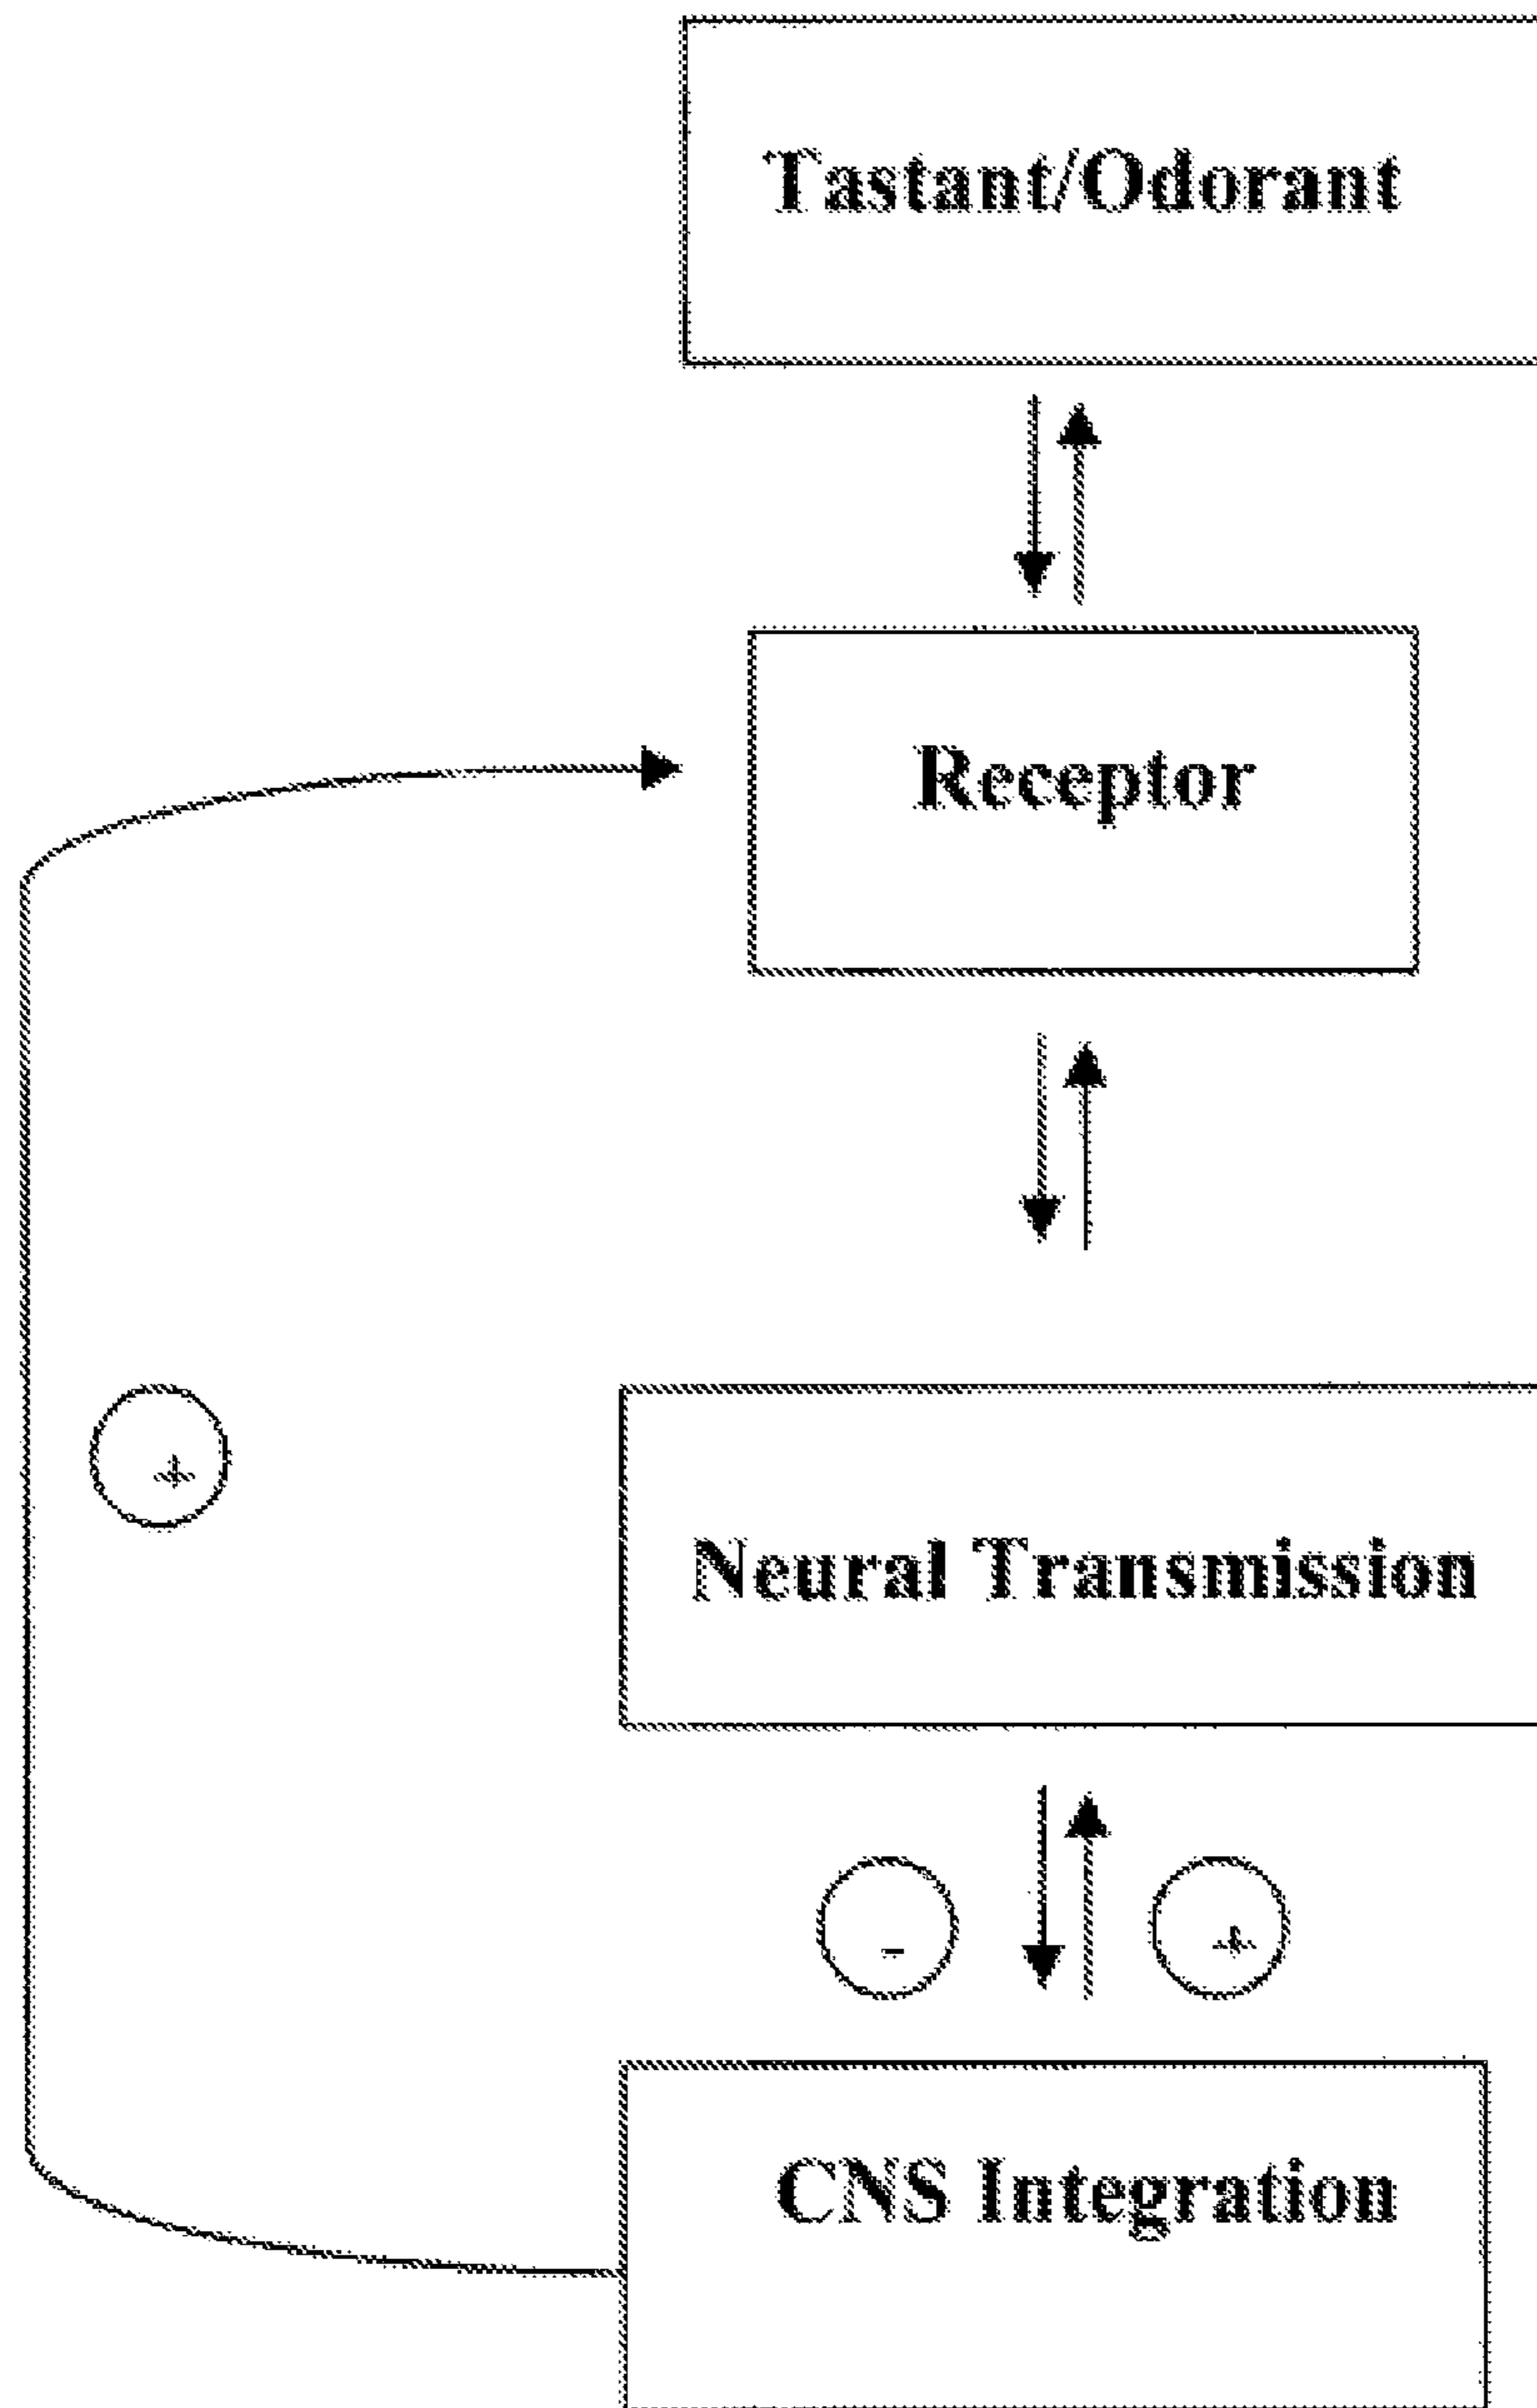 Tastant/Odorant
Receptor
+
Neural Transmission
- +
CNS Integration